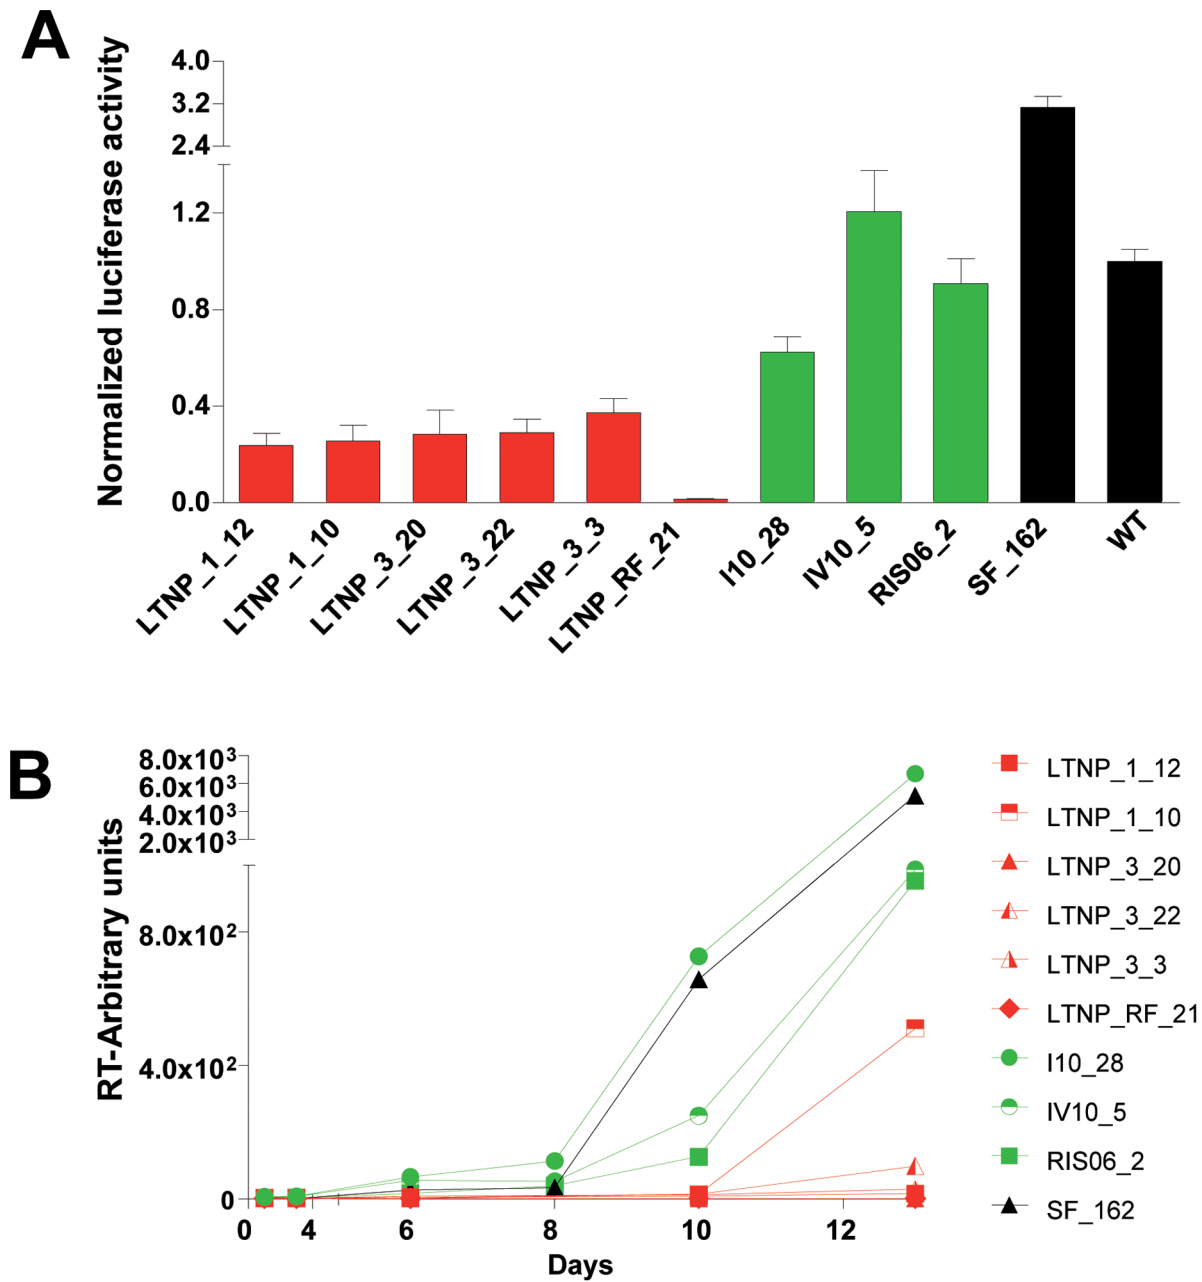 A
Normalized luciferase activity
4.0
3.2
2.4
1.2
0.8
0.4
0.0
LTNP_1_12
LTNP_1_10
LTNP_3_20
LTNP_3_22
LTNP_3_3
LTNP_RF_21
I10_28
IV10_5
RIS06_2
SF_162
WT
B
RT-Arbitrary units
8.0x10³
6.0x10³
4.0x10³
2.0x10³
8.0x10²
4.0x10²
0
0 4 6 8 10 12
Days
LTNP_1_12
LTNP_1_10
LTNP_3_20
LTNP_3_22
LTNP_3_3
LTNP_RF_21
I10_28
IV10_5
RIS06_2
SF_162